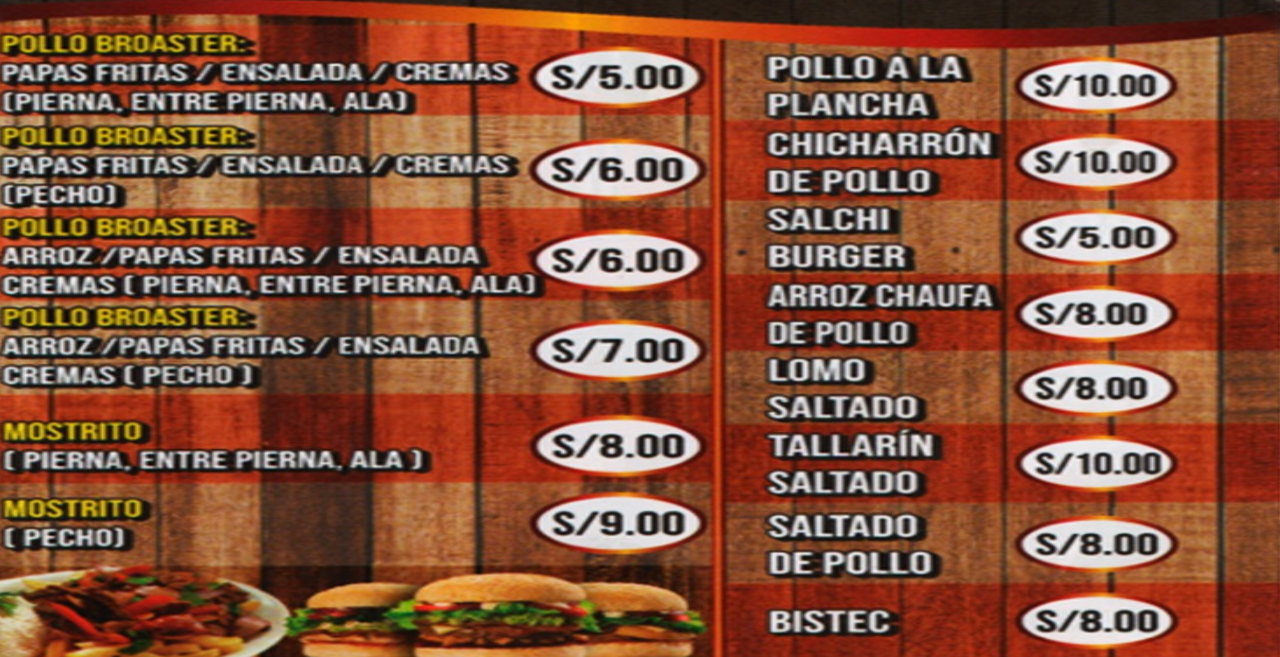 POLLO BROASTER:
PAPAS FRITAS / ENSALADA / CREMAS
(PIERNA, ENTRE PIERNA, ALA)
S/5.00
POLLO BROASTER:
PAPAS FRITAS / ENSALADA / CREMAS
(PECHO)
S/6.00
POLLO BROASTER:
ARROZ /PAPAS FRITAS / ENSALADA
CREMAS ( PIERNA, ENTRE PIERNA, ALA)
S/6.00
POLLO BROASTER:
ARROZ /PAPAS FRITAS / ENSALADA
CREMAS ( PECHO )
S/7.00
MOSTRITO
( PIERNA, ENTRE PIERNA, ALA )
S/8.00
MOSTRITO
( PECHO)
S/9.00
POLLO A LA
PLANCHA
S/10.00
CHICHARRÓN
DE POLLO
S/10.00
SALCHI
BURGER
S/5.00
ARROZ CHAUFA
DE POLLO
S/8.00
LOMO
SALTADO
S/8.00
TALLARÍN
SALTADO
S/10.00
SALTADO
DE POLLO
S/8.00
BISTEC
S/8.00